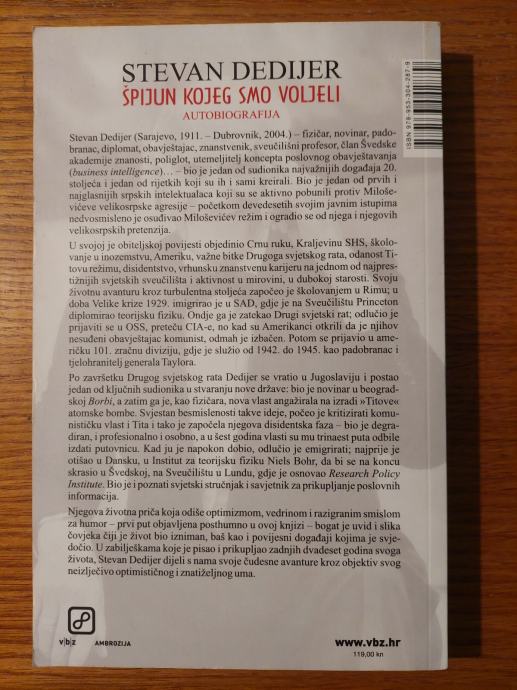 STEVAN DEDIJER
ŠPIJUN KOJEG SMO VOLJELI
AUTOBIOGRAFIJA
ISBN 978-953-304-287-9
Stevan Dedijer (Sarajevo, 1911. – Dubrovnik, 2004.) – fizičar, novinar, pado-
branac, diplomat, obavještajac, znanstvenik, sveučilišni profesor, član Švedske
akademije znanosti, poliglot, utemeljitelj koncepta poslovnog obavještavanja
(business intelligence)... – bio je jedan od sudionika najvažnijih događaja 20.
stoljeća i jedan od rijetkih koji su ih i sami kreirali. Bio je jedan od prvih i
najglasnijih srpskih intelektualaca koji su se aktivno pobunili protiv Miloše-
vićeve velikosrpske agresije – početkom devedesetih svojim javnim istupima
nedvosmisleno je osuđivao Miloševićev režim i ogradio se od njega i njegovih
velikosrpskih pretenzija.
U svojoj je obiteljskoj povijesti objedinio Crnu ruku, Kraljevinu SHS, školo-
vanje u inozemstvu, Ameriku, važne bitke Drugoga svjetskog rata, odanost Ti-
tovu režimu, disidentstvo, vrhunsku znanstvenu karijeru na jednom od najpres-
tižnijih svjetskih sveučilišta i aktivnost u mirovini, u dubokoj starosti. Svoju
životnu avanturu kroz turbulentna stoljeća započeo je školovanjem u Rimu; u
doba Velike krize 1929. imigrirao je u SAD, gdje je na Sveučilištu Princeton
diplomirao teorijsku fiziku. Ondje ga je zatekao Drugi svjetski rat; odlučio je
prijaviti se u OSS, preteču CIA-e, no kad su Amerikanci otkrili da je njihov
nesuđeni obavještajac komunist, odmah je izbačen. Potom se prijavio u ame-
ričku 101. zračnu diviziju, gdje je služio od 1942. do 1945. kao padobranac i
tjelohranitelj generala Taylora.
Po završetku Drugog svjetskog rata Dedijer se vratio u Jugoslaviju i postao
jedan od ključnih sudionika u stvaranju nove države: bio je novinar u beograd-
skoj Borbi, a zatim ga je, kao fizičara, nova vlast angažirala na izradi »Titove«
atomske bombe. Svjestan besmislenosti takve ideje, počeo je kritizirati komu-
nističku vlast i Tita i tako je započela njegova disidentska faza – bio je degra-
diran, i profesionalno i osobno, a u šest godina vlasti su mu trinaest puta odbile
izdati putovnicu. Kad ju je napokon dobio, odlučio je emigrirati; najprije je
otišao u Dansku, u Institut za teorijsku fiziku Niels Bohr, da bi se na koncu
skrasio u Švedskoj, na Sveučilištu u Lundu, gdje je osnovao Research Policy
Institute. Bio je i poznati svjetski stručnjak i savjetnik za prikupljanje poslovnih
informacija.
Njegova životna priča koja odiše optimizmom, vedrinom i razigranim smislom
za humor – prvi put objavljena posthumno u ovoj knjizi – bogat je uvid i slika
čovjeka čiji je život bio izniman, baš kao i povijesni događaji kojima je svje-
dočio. U zabilješkama koje je pisao i prikupljao zadnjih dvadeset godina svoga
života, Stevan Dedijer dijeli s nama svoje čudesne avanture kroz objektiv svog
neizlječivo optimističnog i znatiželjnog uma.
v|b|z
AMBROZIJA
www.vbz.hr
119,00 kn